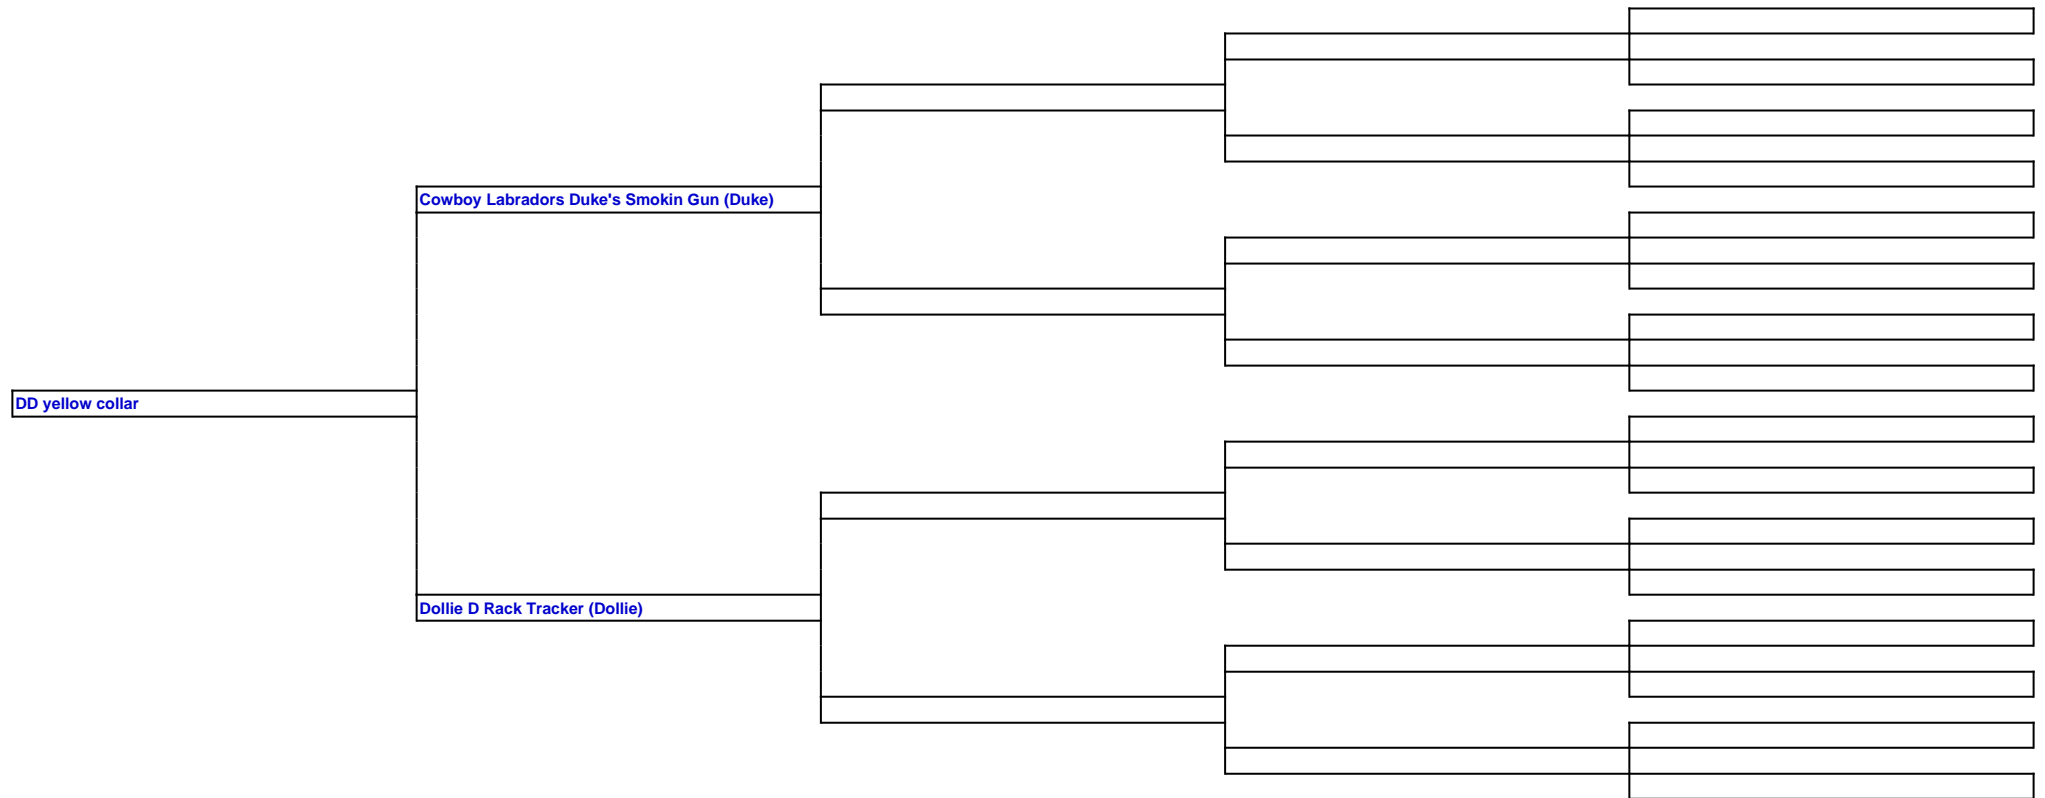 Cowboy Labradors Duke's Smokin Gun (Duke)
DD yellow collar
Dollie D Rack Tracker (Dollie)